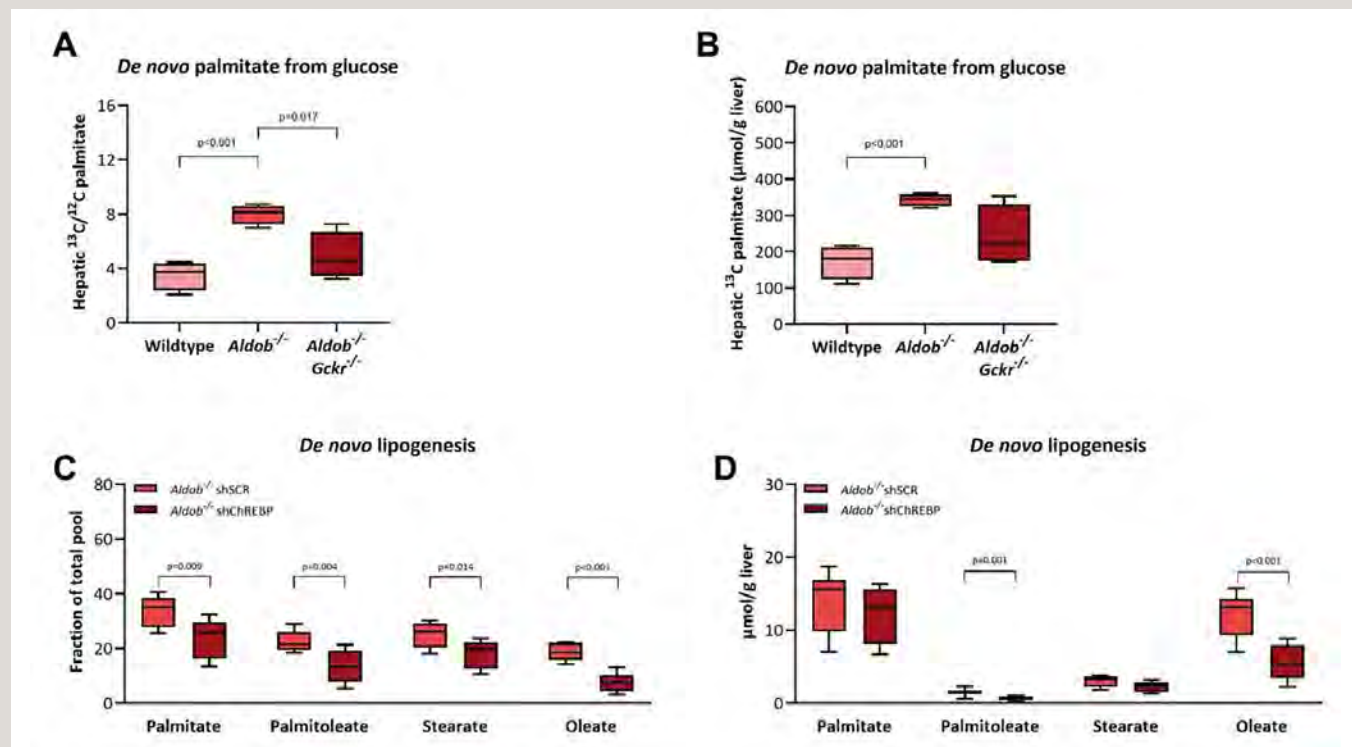 A
De novo palmitate from glucose
Hepatic ¹³C/¹²C palmitate
16
12
8
4
0
p<0.001
p=0.017
Wildtype
Aldob⁻/⁻
Aldob⁻/⁻
Gckr⁻/⁻
B
De novo palmitate from glucose
Hepatic ¹³C palmitate (µmol/g liver)
600
500
400
300
200
100
0
p<0.001
Wildtype
Aldob⁻/⁻
Aldob⁻/⁻
Gckr⁻/⁻
C
De novo lipogenesis
Fraction of total pool
80
60
40
20
0
Aldob⁻/⁻ shSCR
Aldob⁻/⁻ shChREBP
p=0.009
p=0.004
p=0.014
p<0.001
Palmitate
Palmitoleate
Stearate
Oleate
D
De novo lipogenesis
µmol/g liver
30
20
10
0
Aldob⁻/⁻ shSCR
Aldob⁻/⁻ shChREBP
p=0.001
p<0.001
Palmitate
Palmitoleate
Stearate
Oleate